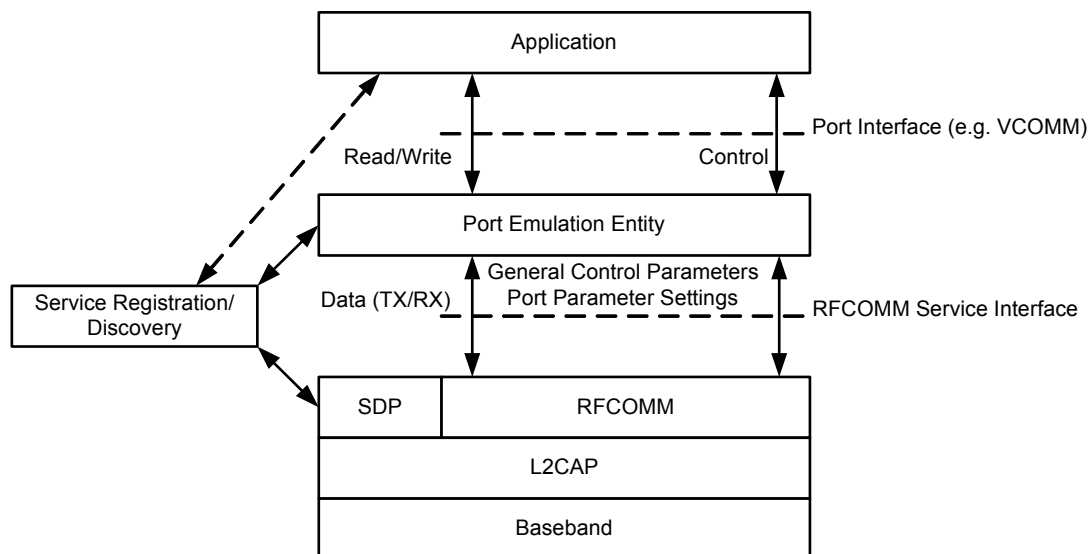 Application
Port Interface (e.g. VCOMM)
Read/Write
Control
Port Emulation Entity
General Control Parameters
Port Parameter Settings
Data (TX/RX)
RFCOMM Service Interface
Service Registration/
Discovery
SDP
RFCOMM
L2CAP
Baseband